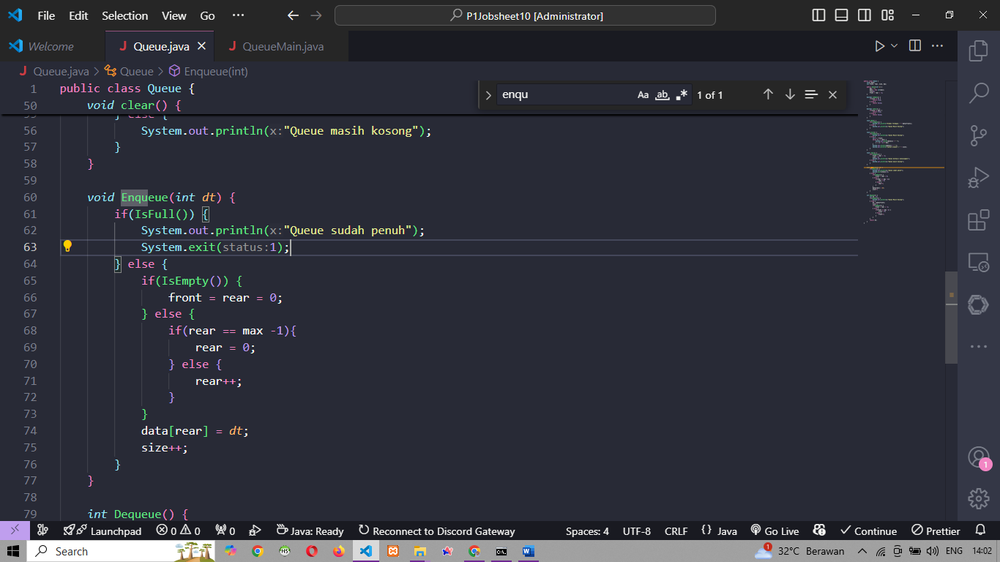 File Edit Selection View Go ··· P1Jobsheet10 [Administrator]
Welcome Queue.java QueueMain.java
Queue.java > Queue > Enqueue(int)
enqu Aa ab 1 of 1
1 public class Queue {
50 void clear() {
56 System.out.println(x:"Queue masih kosong");
57 }
58 }
59
60 void Enqueue(int dt) {
61 if(IsFull()) {
62 System.out.println(x:"Queue sudah penuh");
63 System.exit(status:1);
64 } else {
65 if(IsEmpty()) {
66 front = rear = 0;
67 } else {
68 if(rear == max -1){
69 rear = 0;
70 } else {
71 rear++;
72 }
73 }
74 data[rear] = dt;
75 size++;
76 }
77 }
78
79 int Dequeue() {
1
Launchpad 0 0 0 Java: Ready Reconnect to Discord Gateway Spaces: 4 UTF-8 CRLF {} Java Go Live Continue Prettier
Search 1 32°C Berawan ENG 14:02